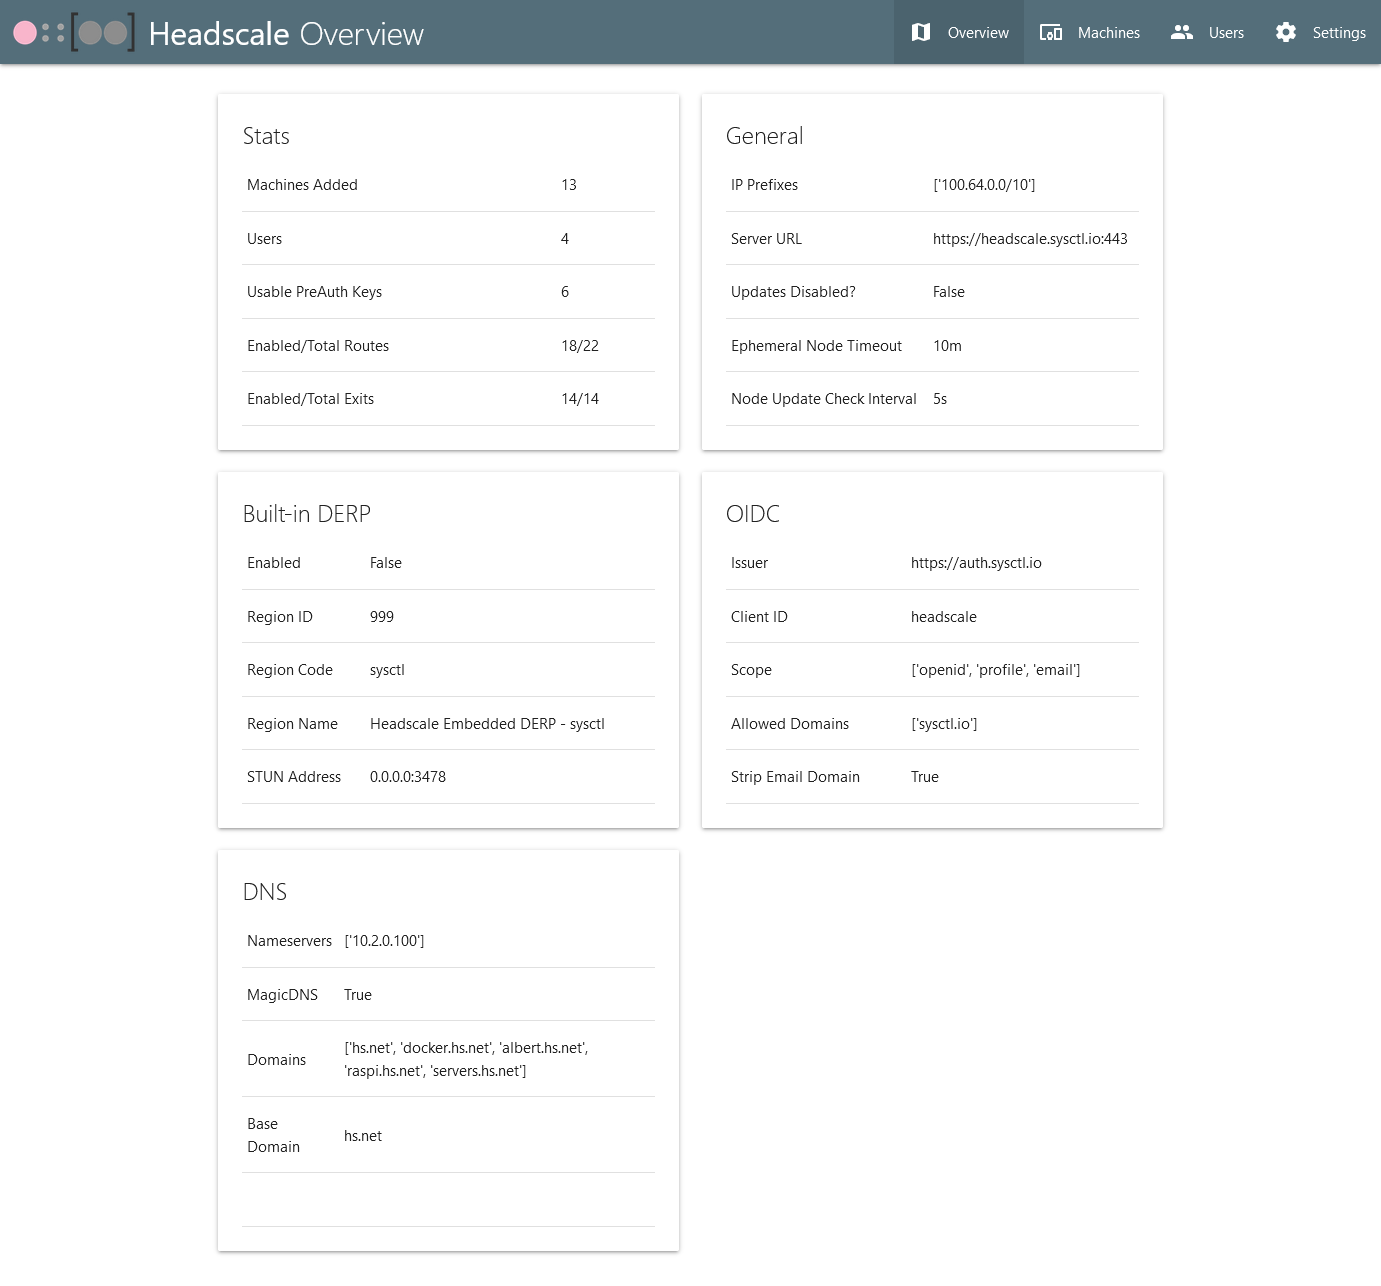 Headscale Overview
Overview
Machines
Users
Settings
Stats
Machines Added 13
Users 4
Usable PreAuth Keys 6
Enabled/Total Routes 18/22
Enabled/Total Exits 14/14
General
IP Prefixes ['100.64.0.0/10']
Server URL https://headscale.sysctl.io:443
Updates Disabled? False
Ephemeral Node Timeout 10m
Node Update Check Interval 5s
Built-in DERP
Enabled False
Region ID 999
Region Code sysctl
Region Name Headscale Embedded DERP - sysctl
STUN Address 0.0.0.0:3478
OIDC
Issuer https://auth.sysctl.io
Client ID headscale
Scope ['openid', 'profile', 'email']
Allowed Domains ['sysctl.io']
Strip Email Domain True
DNS
Nameservers ['10.2.0.100']
MagicDNS True
Domains
['hs.net', 'docker.hs.net', 'albert.hs.net',
'raspi.hs.net', 'servers.hs.net']
Base
Domain
hs.net